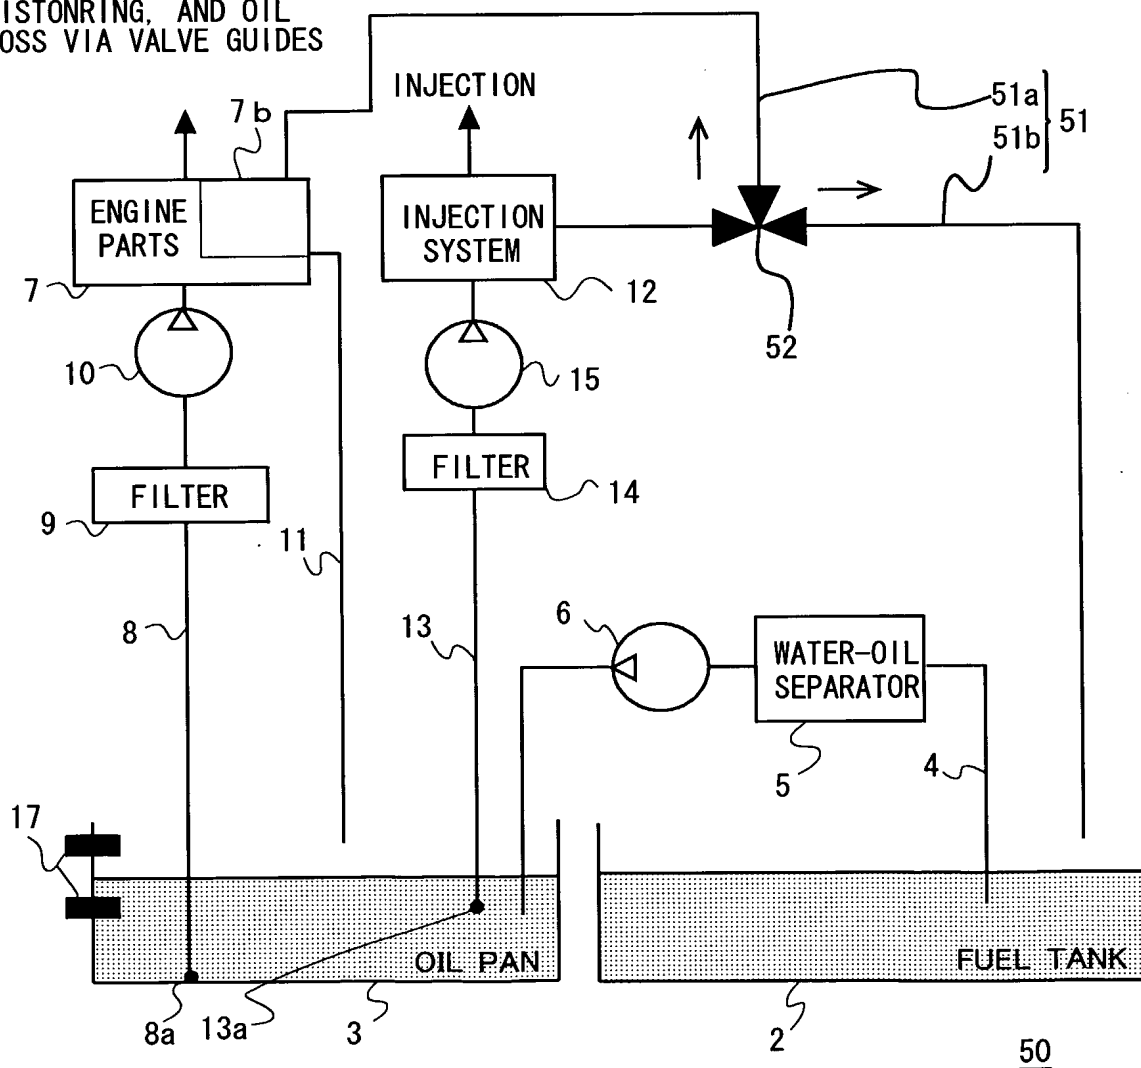 ISTONRING, AND OIL
OSS VIA VALVE GUIDES
INJECTION
7b
51a
51b
51
ENGINE
PARTS
INJECTION
SYSTEM
7
12
52
10
15
FILTER
14
FILTER
9
11
8
13
6
WATER-OIL
SEPARATOR
5
4
17
OIL PAN
FUEL TANK
8a
13a
3
2
50